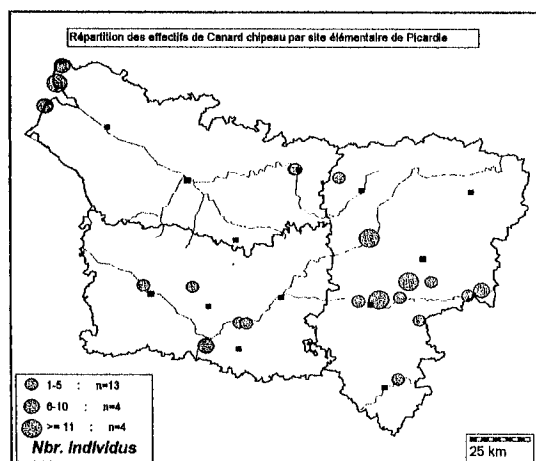 Répartition des effectifs de Canard chipeau par site élémentaire de Picardie
1-5 : n=13
6-10 : n=4
>= 11 : n=4
Nbr. Individus
25 km